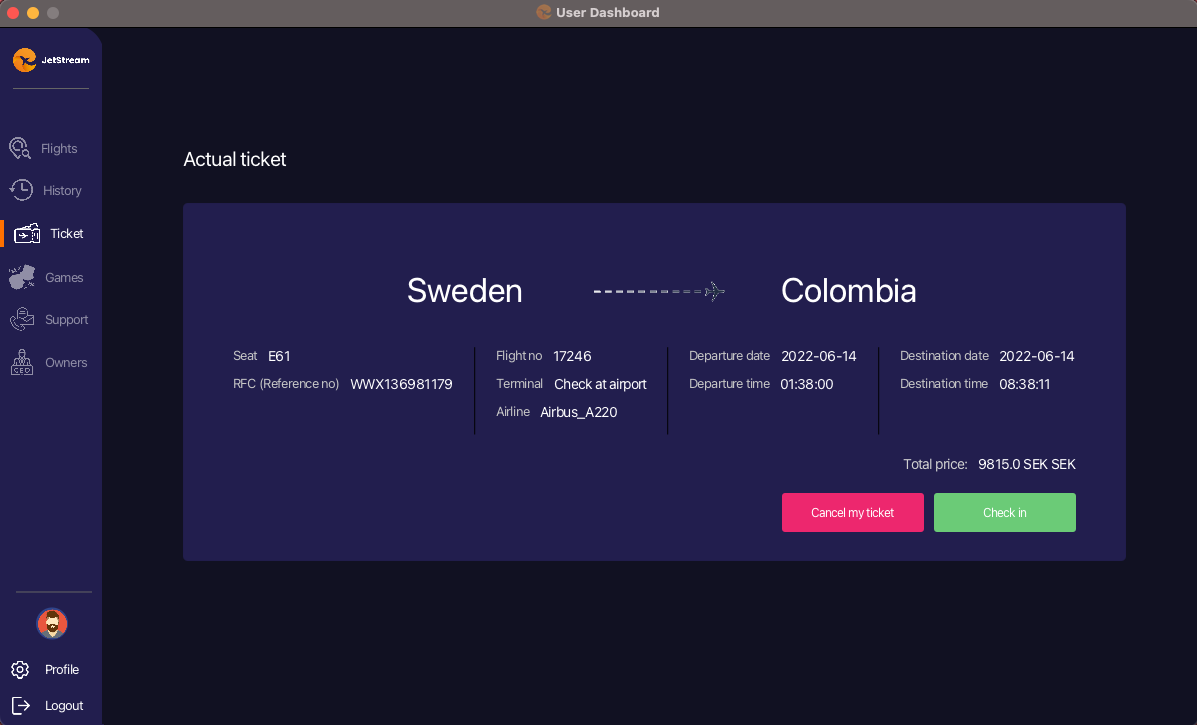 User Dashboard
JetStream
Flights
History
Ticket
Games
Support
CEO
Owners
Profile
Logout
Actual ticket
Sweden Colombia
Seat E61
RFC (Reference no) WWX136981179
Flight no 17246
Terminal Check at airport
Airline Airbus_A220
Departure date 2022-06-14
Departure time 01:38:00
Destination date 2022-06-14
Destination time 08:38:11
Total price: 9815.0 SEK SEK
Cancel my ticket Check in